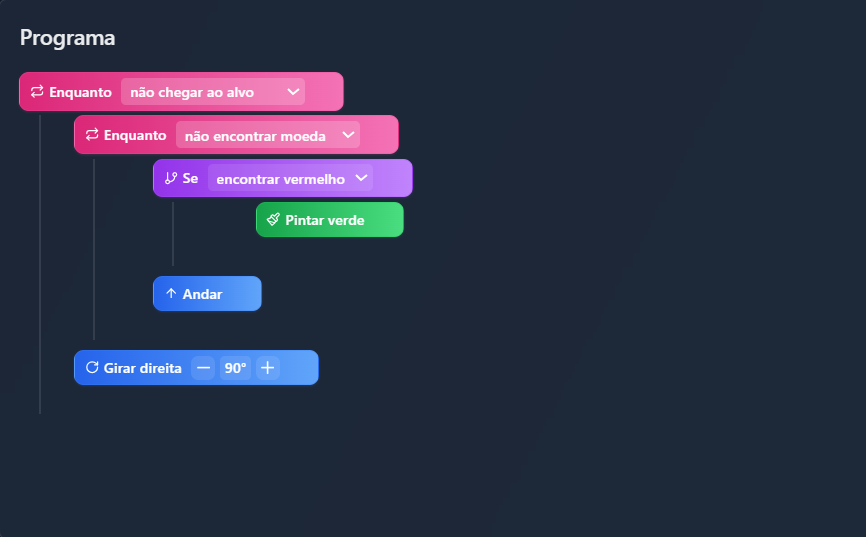 Programa
Enquanto não chegar ao alvo
Enquanto não encontrar moeda
Se encontrar vermelho
Pintar verde
Andar
Girar direita − 90° +